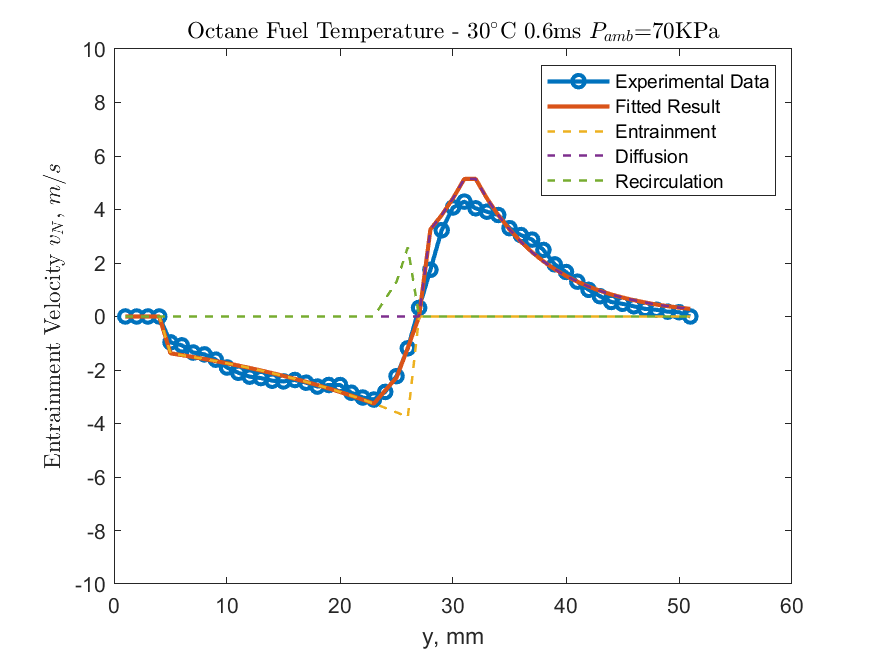 Octane Fuel Temperature - 30°C 0.6ms P_amb=70KPa
10
8
6
4
2
0
-2
-4
-6
-8
-10
Entrainment Velocity v_N, m/s
Experimental Data
Fitted Result
Entrainment
Diffusion
Recirculation
0 10 20 30 40 50 60
y, mm